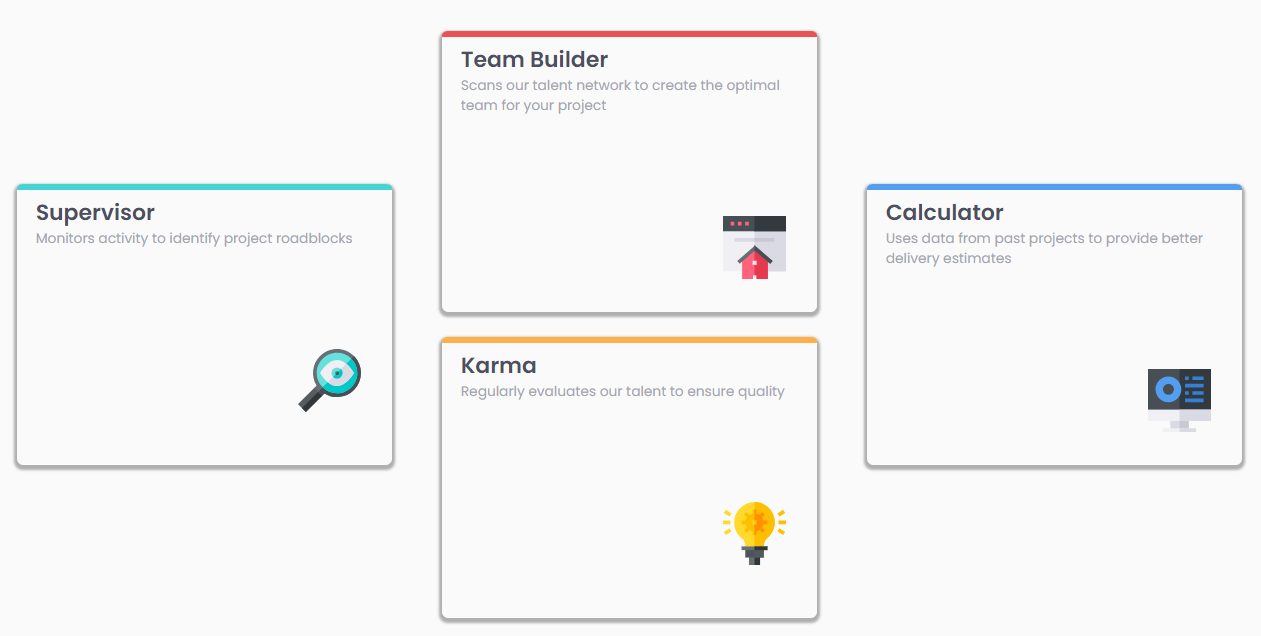 Team Builder
Scans our talent network to create the optimal
team for your project
Supervisor
Monitors activity to identify project roadblocks
Calculator
Uses data from past projects to provide better
delivery estimates
Karma
Regularly evaluates our talent to ensure quality